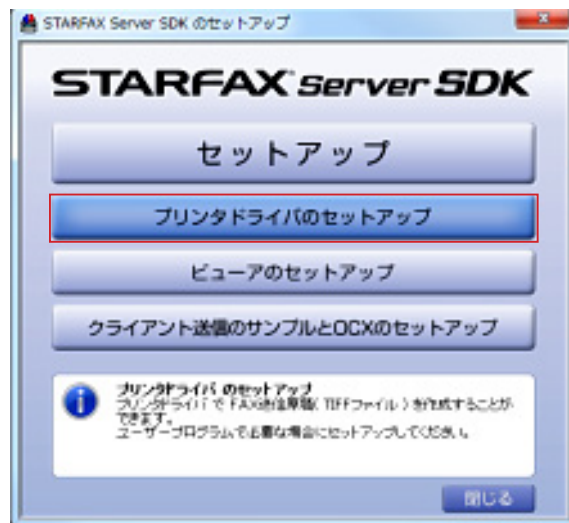 STARFAX Server SDK のセットアップ
STARFAX Server SDK
セットアップ
プリンタドライバのセットアップ
ビューアのセットアップ
クライアント送信のサンプルとOCXのセットアップ
プリンタドライバ のセットアップ
プリンタドライバ で FAX送信原稿( TIFFファイル ) を作成することが
できます。
ユーザープログラムで必要な場合にセットアップしてください。
閉じる